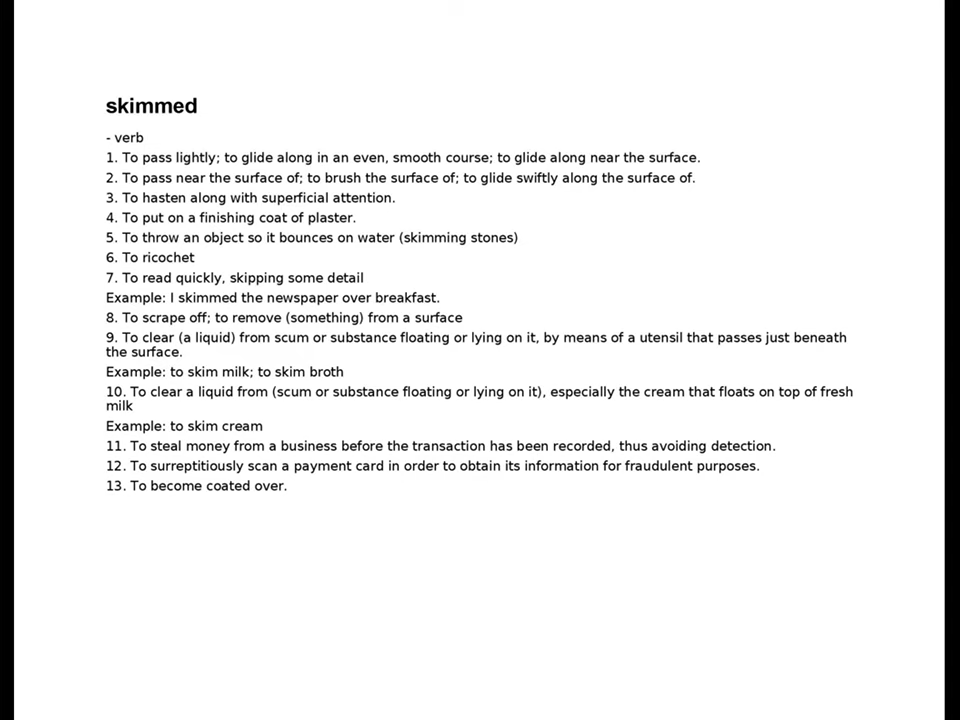 skimmed
- verb
1. To pass lightly; to glide along in an even, smooth course; to glide along near the surface.
2. To pass near the surface of; to brush the surface of; to glide swiftly along the surface of.
3. To hasten along with superficial attention.
4. To put on a finishing coat of plaster.
5. To throw an object so it bounces on water (skimming stones)
6. To ricochet
7. To read quickly, skipping some detail
Example: I skimmed the newspaper over breakfast.
8. To scrape off; to remove (something) from a surface
9. To clear (a liquid) from scum or substance floating or lying on it, by means of a utensil that passes just beneath
the surface.
Example: to skim milk; to skim broth
10. To clear a liquid from (scum or substance floating or lying on it), especially the cream that floats on top of fresh
milk
Example: to skim cream
11. To steal money from a business before the transaction has been recorded, thus avoiding detection.
12. To surreptitiously scan a payment card in order to obtain its information for fraudulent purposes.
13. To become coated over.